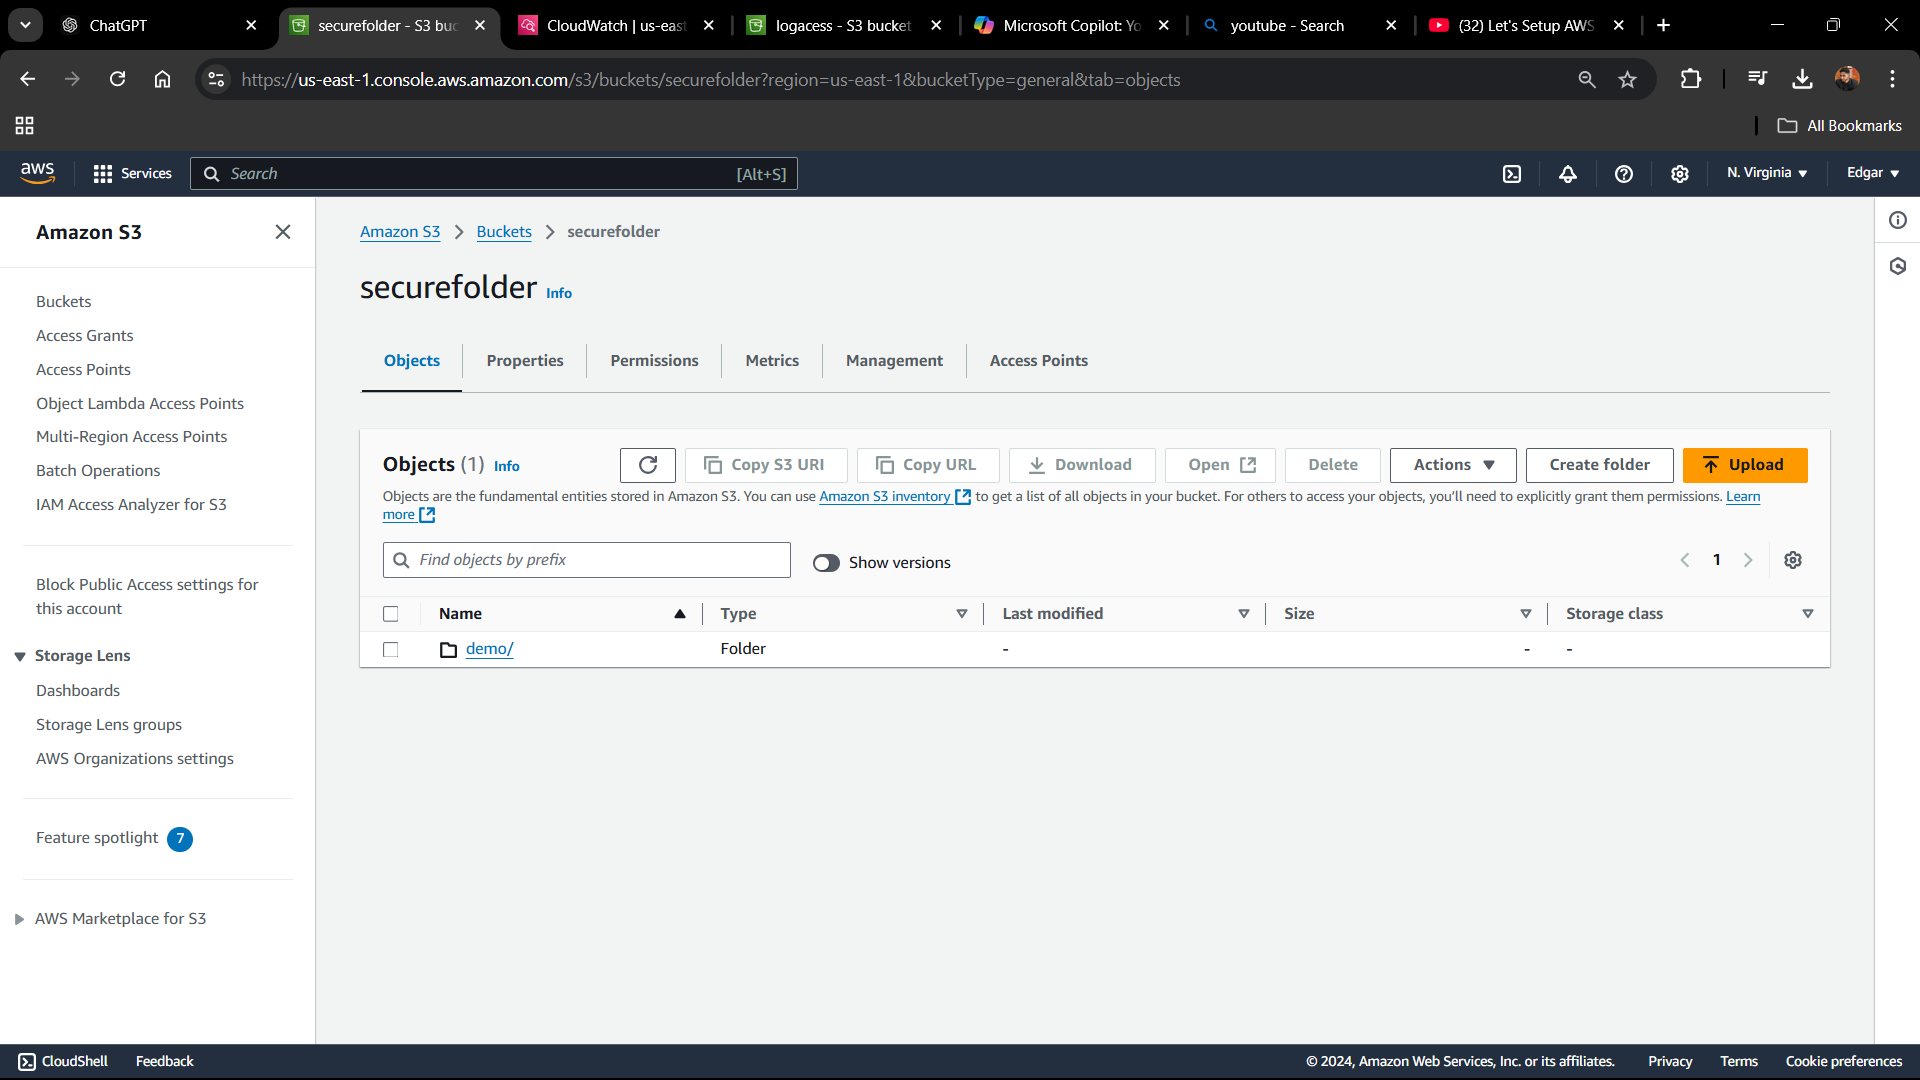 ChatGPT
securefolder - S3 buc
CloudWatch | us-east
logacess - S3 bucket
Microsoft Copilot: Yo
youtube - Search
(32) Let's Setup AWS
https://us-east-1.console.aws.amazon.com/s3/buckets/securefolder?region=us-east-1&bucketType=general&tab=objects
All Bookmarks
aws
Services
Search
[Alt+S]
N. Virginia
Edgar
Amazon S3
Buckets
Access Grants
Access Points
Object Lambda Access Points
Multi-Region Access Points
Batch Operations
IAM Access Analyzer for S3
Block Public Access settings for
this account
Storage Lens
Dashboards
Storage Lens groups
AWS Organizations settings
Feature spotlight 7
AWS Marketplace for S3
Amazon S3 > Buckets > securefolder
securefolder Info
Objects
Properties
Permissions
Metrics
Management
Access Points
Objects (1) Info
Copy S3 URI
Copy URL
Download
Open
Delete
Actions
Create folder
Upload
Objects are the fundamental entities stored in Amazon S3. You can use Amazon S3 inventory to get a list of all objects in your bucket. For others to access your objects, you'll need to explicitly grant them permissions. Learn
more
Find objects by prefix
Show versions
1
Name Type Last modified Size Storage class
demo/ Folder - - -
CloudShell Feedback
© 2024, Amazon Web Services, Inc. or its affiliates. Privacy Terms Cookie preferences